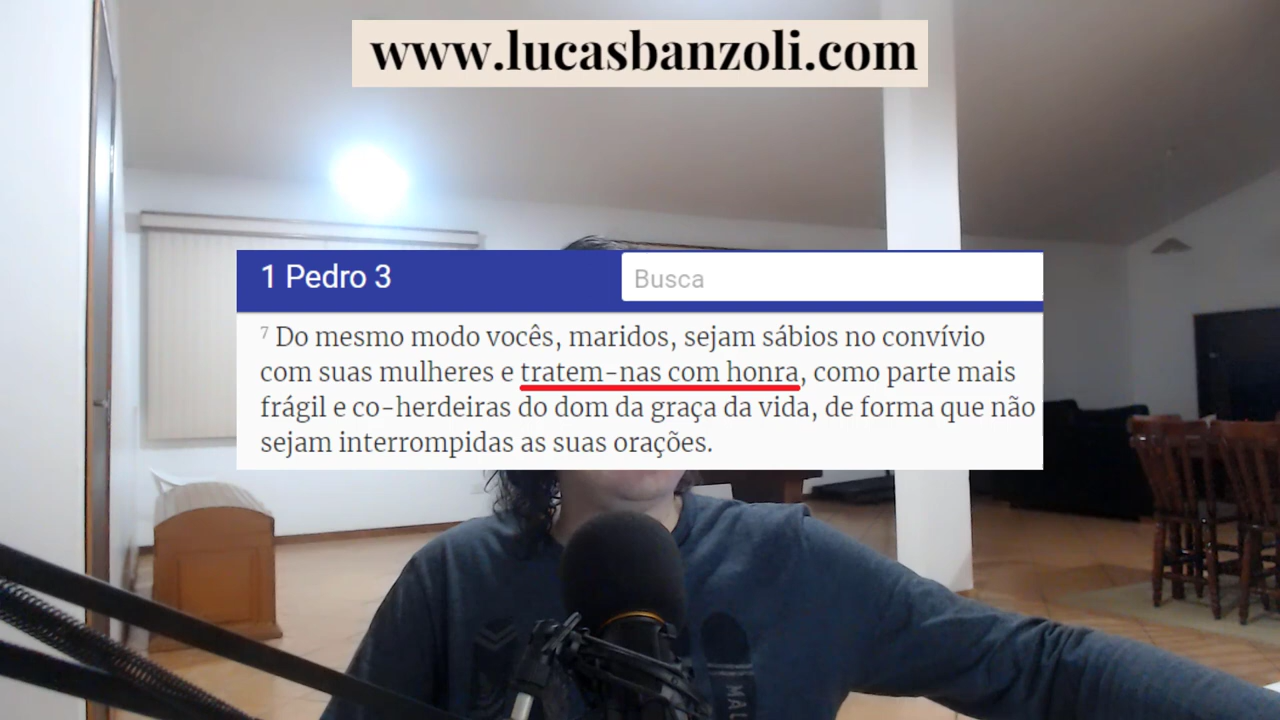 www.lucasbanzoli.com
1 Pedro 3
Busca
7 Do mesmo modo vocês, maridos, sejam sábios no convívio
com suas mulheres e tratem-nas com honra, como parte mais
frágil e co-herdeiras do dom da graça da vida, de forma que não
sejam interrompidas as suas orações.